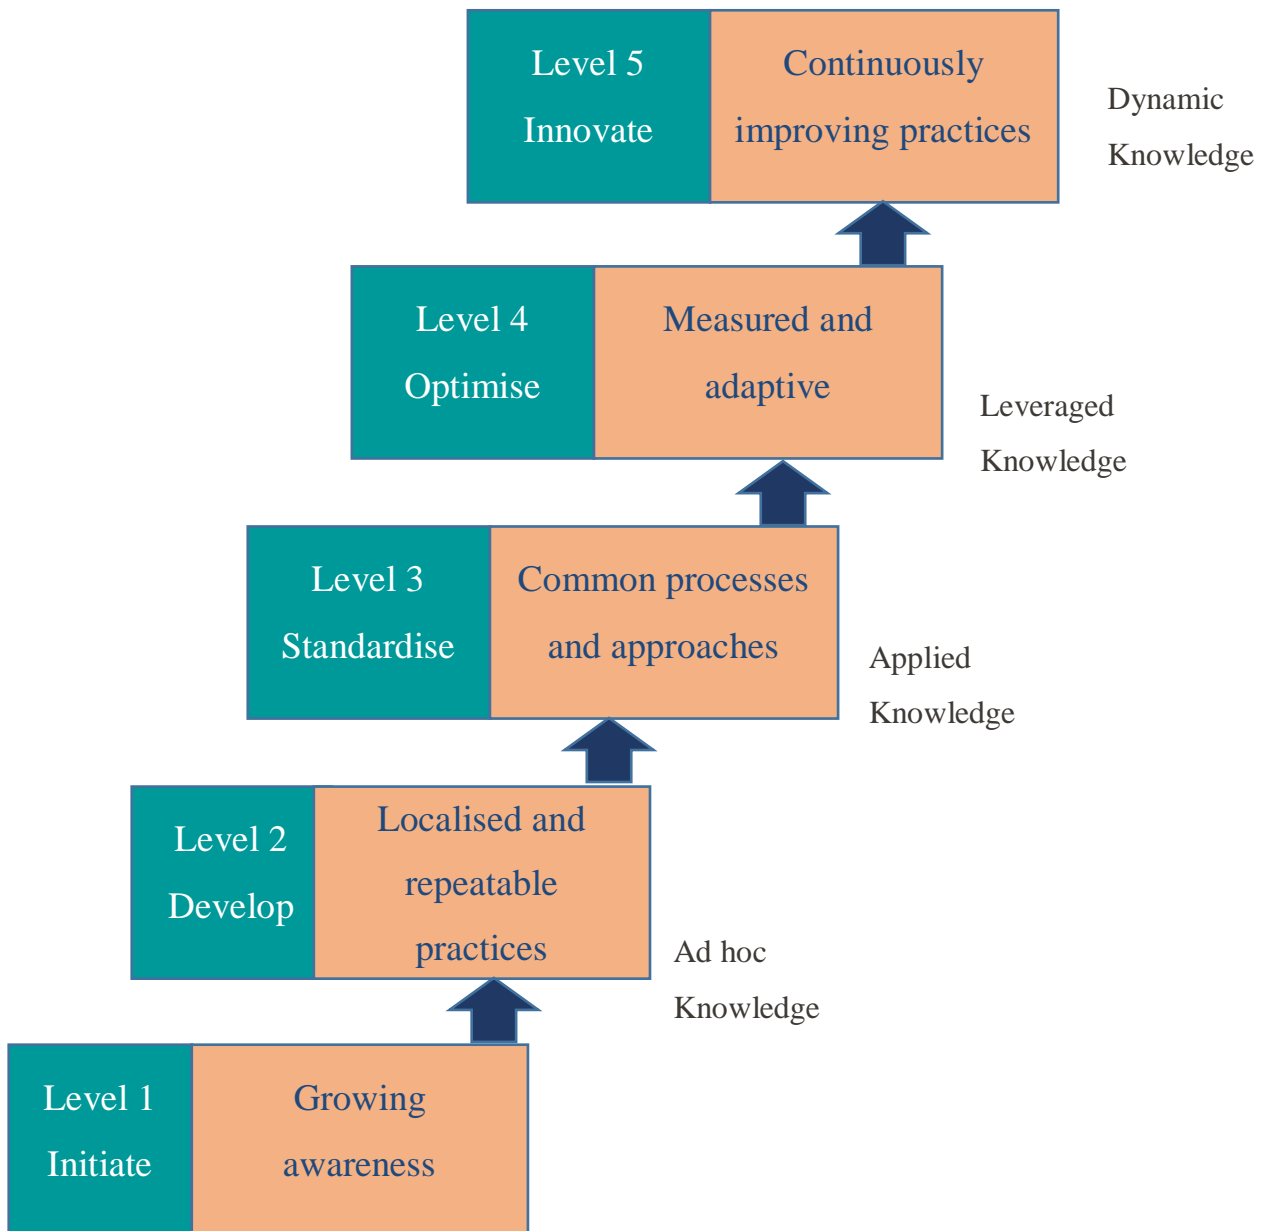 Level 5
Innovate
Continuously
improving practices
Dynamic
Knowledge
Level 4
Optimise
Measured and
adaptive
Leveraged
Knowledge
Level 3
Standardise
Common processes
and approaches
Applied
Knowledge
Level 2
Develop
Localised and
repeatable
practices
Ad hoc
Knowledge
Level 1
Initiate
Growing
awareness